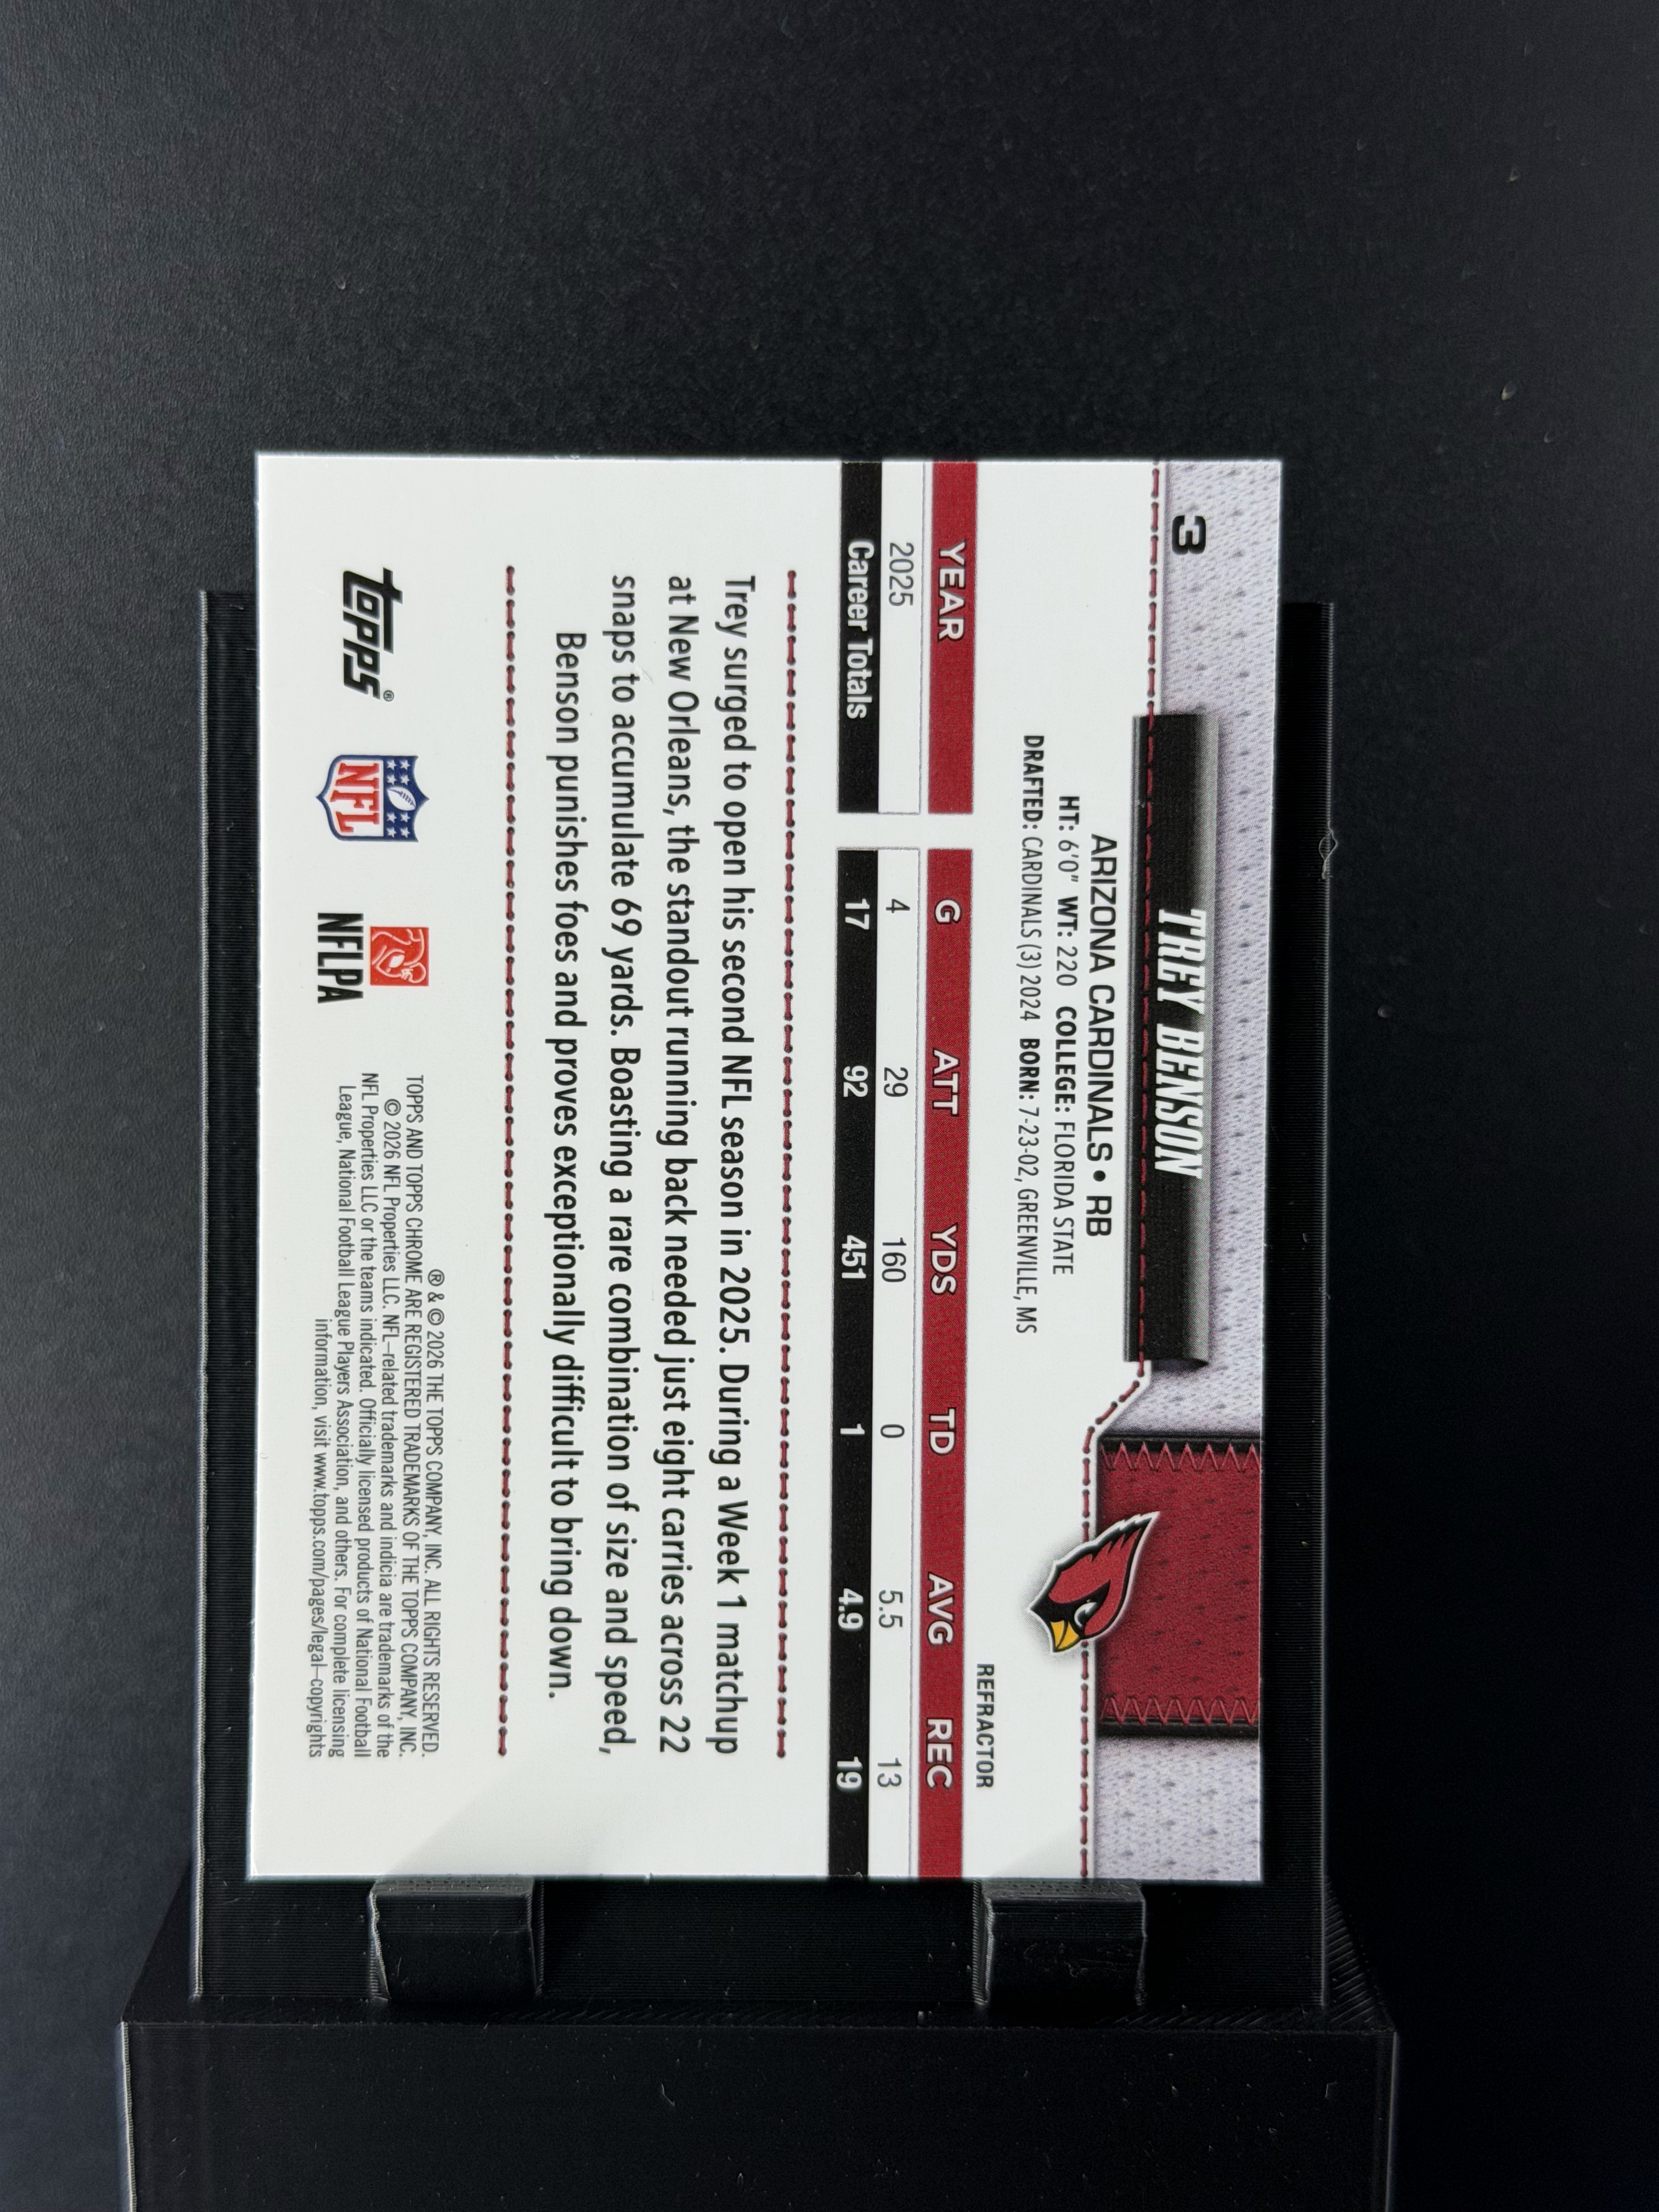 3
TREY BENSON
ARIZONA CARDINALS • RB
HT: 6'0" WT: 220 COLLEGE: FLORIDA STATE
DRAFTED: CARDINALS (3) 2024 BORN: 7-23-02, GREENVILLE, MS
REFRACTOR
YEAR G ATT YDS TD AVG REC
2025 4 29 160 0 5.5 13
Career Totals 17 92 451 1 4.9 19
Trey surged to open his second NFL season in 2025. During a Week 1 matchup
at New Orleans, the standout running back needed just eight carries across 22
snaps to accumulate 69 yards. Boasting a rare combination of size and speed,
Benson punishes foes and proves exceptionally difficult to bring down.
topps®
NFL
NFLPA
® & © 2026 THE TOPPS COMPANY, INC. ALL RIGHTS RESERVED.
TOPPS AND TOPPS CHROME ARE REGISTERED TRADEMARKS OF THE TOPPS COMPANY, INC.
© 2026 NFL Properties LLC. NFL-related trademarks and indicia are trademarks of the
NFL Properties LLC or the teams indicated. Officially licensed products of National Football
League, National Football League Players Association, and others. For complete licensing
information, visit www.topps.com/pages/legal-copyrights